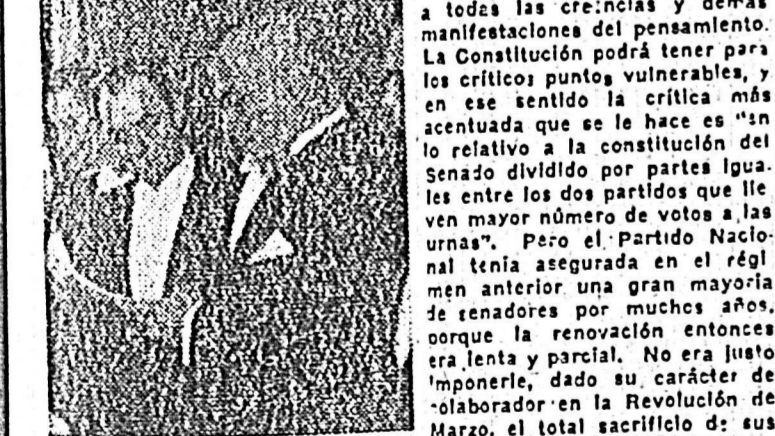 a todas las creencias y demás
manifestaciones del pensamiento.
La Constitución podrá tener para
los críticos puntos vulnerables, y
en ese sentido la crítica más
acentuada que se le hace es "en
lo relativo a la constitución del
Senado dividido por partes igua-
les entre los dos partidos que lle
ven mayor número de votos a las
urnas". Pero el Partido Nacio-
nal tenía asegurada en el régi
men anterior una gran mayoría
de senadores por muchos años,
porque la renovación entonces
era lenta y parcial. No era justo
imponerle, dado su carácter de
colaborador en la Revolución de
Marzo, el total sacrificio de sus